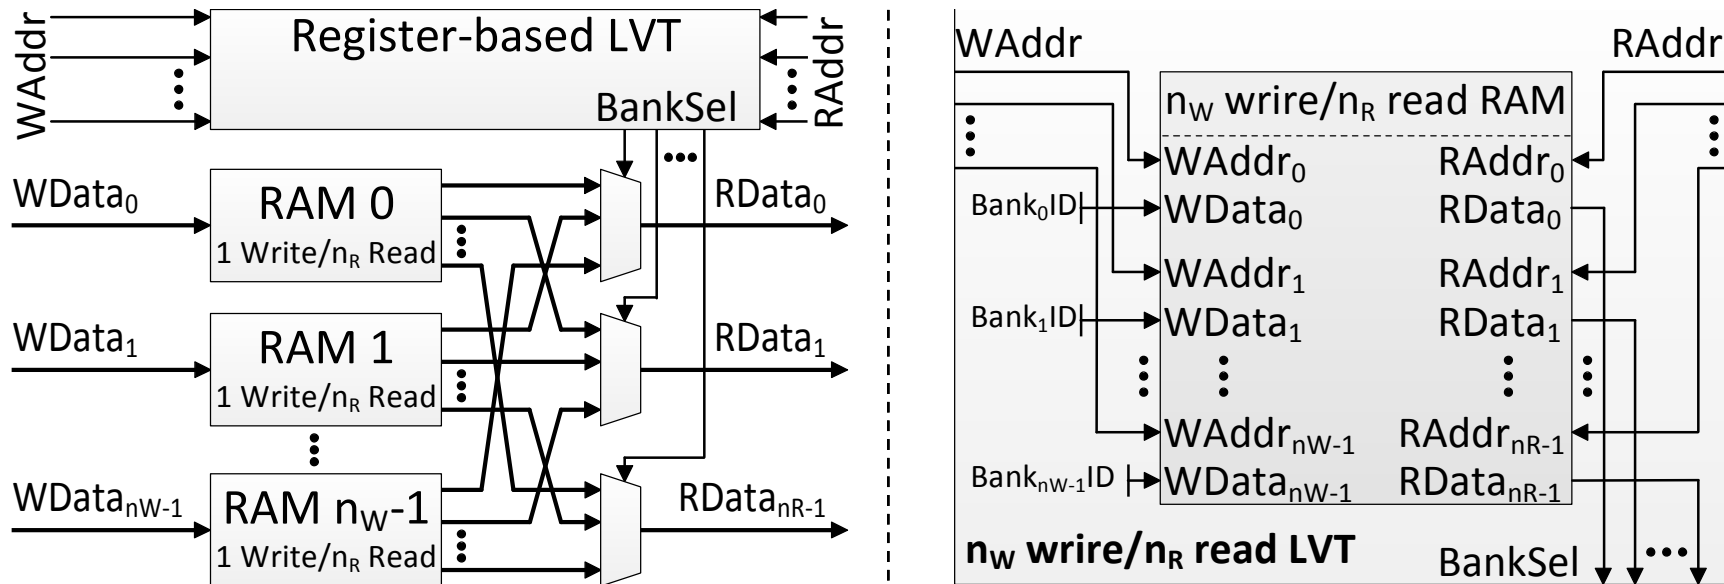 WAddr
Register-based LVT
BankSel
RAddr
WData0
RAM 0
1 Write/nR Read
RData0
WData1
RAM 1
1 Write/nR Read
RData1
WDatanW-1
RAM nW-1
1 Write/nR Read
RDatanR-1
WAddr
RAddr
nW wrire/nR read RAM
WAddr0
RAddr0
Bank0ID
WData0
RData0
WAddr1
RAddr1
Bank1ID
WData1
RData1
WAddrnW-1
RAddrnR-1
BanknW-1ID
WDatanW-1
RDatanR-1
nW wrire/nR read LVT
BankSel